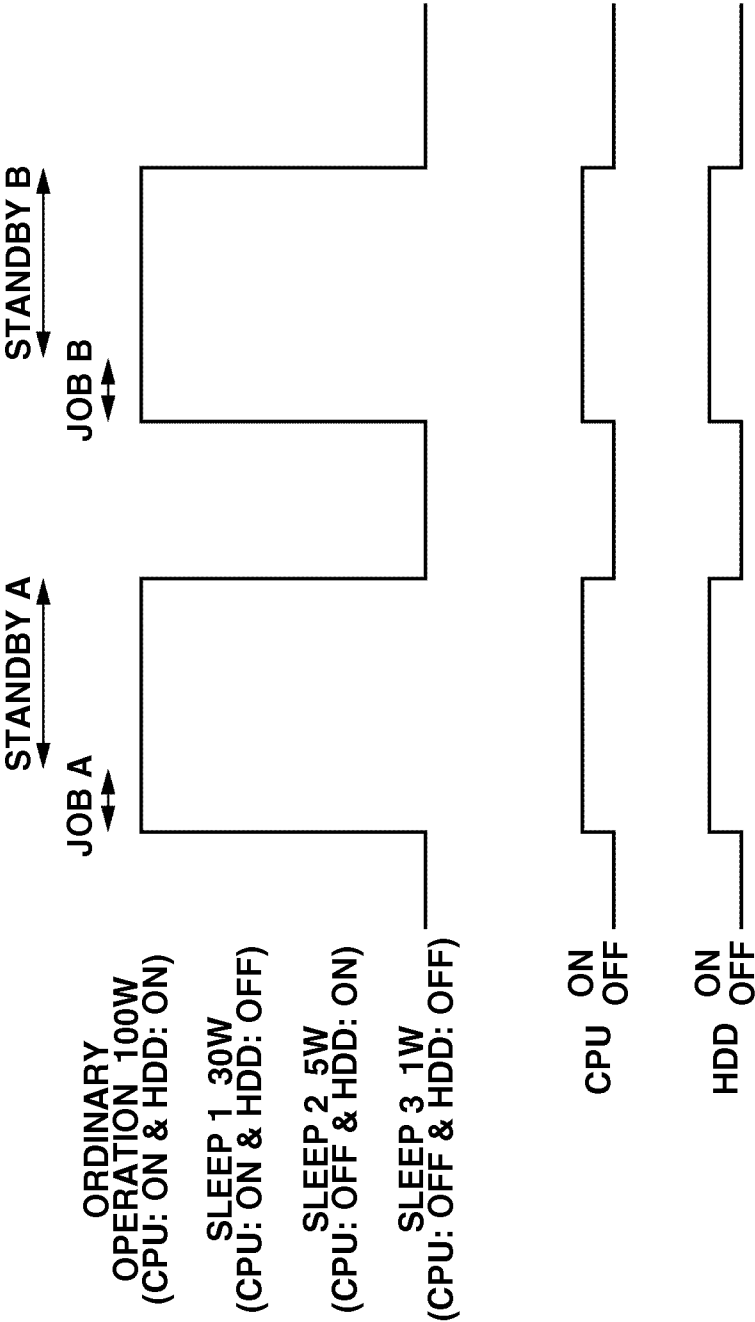 STANDBY A
STANDBY B
JOB A
JOB B
ORDINARY
OPERATION 100W
(CPU: ON & HDD: ON)
SLEEP 1 30W
(CPU: ON & HDD: OFF)
SLEEP 2 5W
(CPU: OFF & HDD: ON)
SLEEP 3 1W
(CPU: OFF & HDD: OFF)
CPU
ON
OFF
HDD
ON
OFF